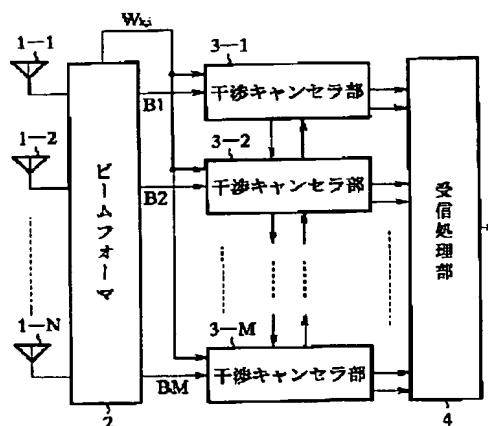 Wki
1—1
3—1
B1
干渉キャンセラ部
1—2
3—2
B2
干渉キャンセラ部
ビームフォーマ
受信処理部
1—N
3—M
BM
干渉キャンセラ部
2
4